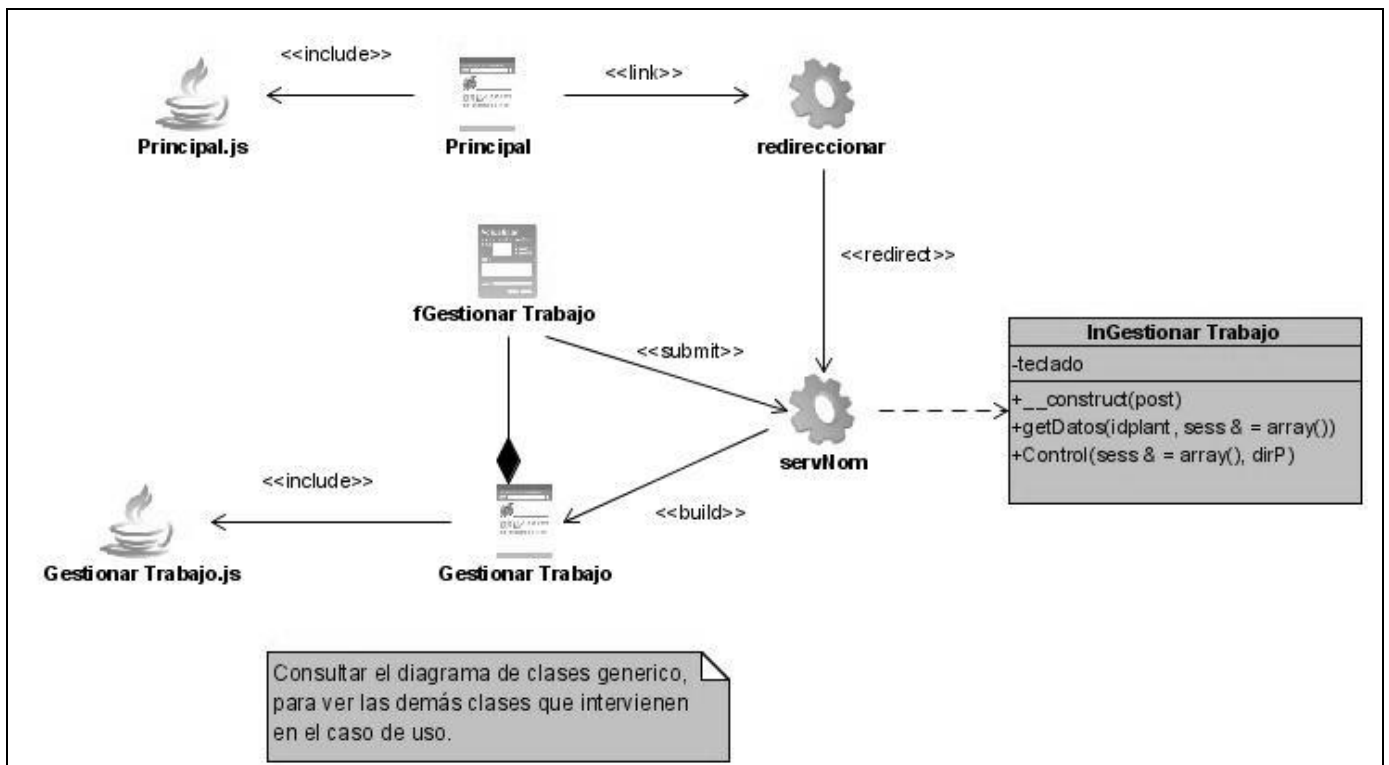 <<include>>
<<link>>
Principal.js
Principal
redireccionar
<<redirect>>
fGestionar Trabajo
<<submit>>
InGestionar Trabajo
-teclado
+__construct(post)
+getDatos(idplant, sess & = array())
+Control(sess & = array(), dirP)
servNom
<<include>>
<<build>>
Gestionar Trabajo.js
Gestionar Trabajo
Consultar el diagrama de clases generico,
para ver las demás clases que intervienen
en el caso de uso.